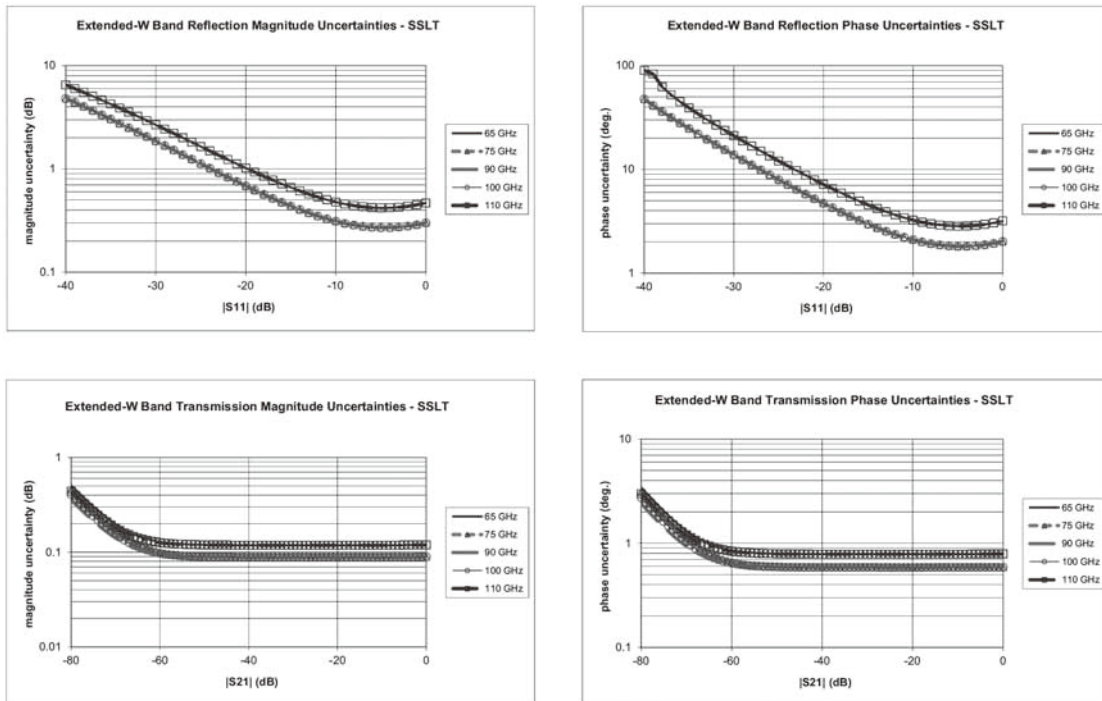 Extended-W Band Reflection Magnitude Uncertainties - SSLT
magnitude uncertainty (dB)
10
1
0.1
-40
-30
-20
-10
0
|S11| (dB)
65 GHz
75 GHz
90 GHz
100 GHz
110 GHz
Extended-W Band Reflection Phase Uncertainties - SSLT
phase uncertainty (deg.)
100
10
1
-40
-30
-20
-10
0
|S11| (dB)
65 GHz
75 GHz
90 GHz
100 GHz
110 GHz
Extended-W Band Transmission Magnitude Uncertainties - SSLT
magnitude uncertainty (dB)
1
0.1
0.01
-80
-60
-40
-20
0
|S21| (dB)
65 GHz
75 GHz
90 GHz
100 GHz
110 GHz
Extended-W Band Transmission Phase Uncertainties - SSLT
phase uncertainty (deg.)
10
1
0.1
-80
-60
-40
-20
0
|S21| (dB)
65 GHz
75 GHz
90 GHz
100 GHz
110 GHz